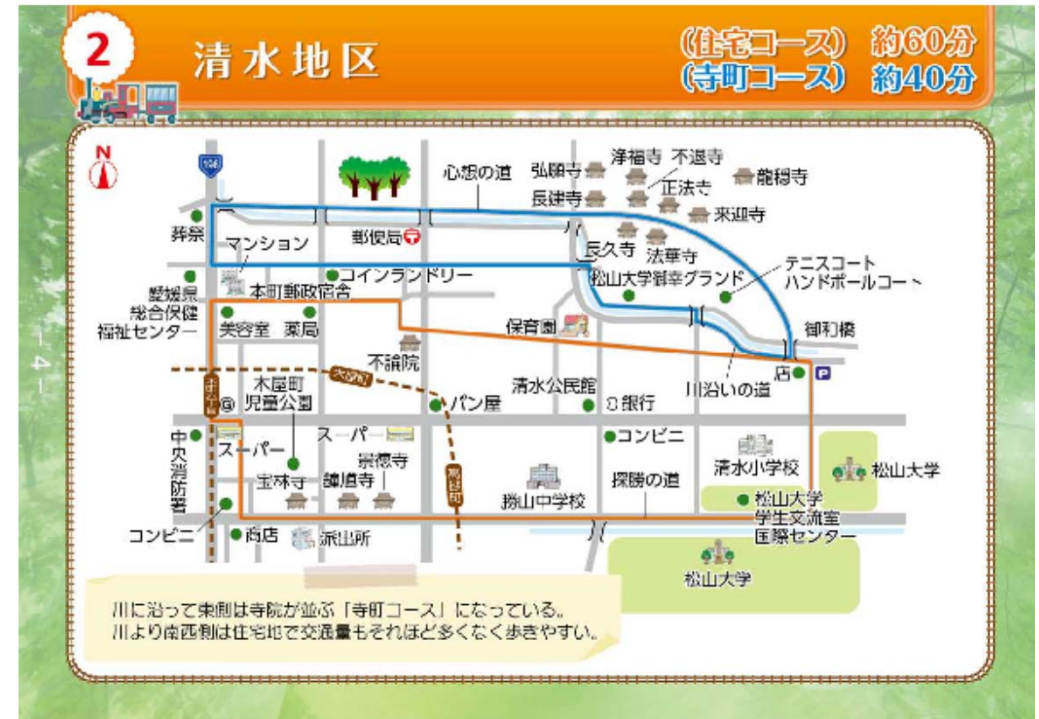 2
清水地区
(住宅コース) 約60分
(寺町コース) 約40分
N
196
心想の道
弘願寺
浄福寺
不退寺
龍穏寺
長建寺
正法寺
来迎寺
葬祭
マンション
郵便局
長久寺
法華寺
コインランドリー
松山大学御幸グランド
テニスコート
ハンドボールコート
愛媛県
総合保健
福祉センター
本町郵政宿舎
美容室
薬局
保育園
御和橋
不論院
店
P
川沿いの道
木屋町
木屋町
児童公園
G
清水公民館
パン屋
銀行
中央消防署
スーパー
スーパー
コンビニ
清水小学校
松山大学
宝林寺
鐘道寺
崇徳寺
高砂町
勝山中学校
探勝の道
松山大学
学生交流室
国際センター
コンビニ
商店
派出所
松山大学
川に沿って東側は寺院が並ぶ「寺町コース」になっている。
川より南西側は住宅地で交通量もそれほど多くなく歩きやすい。
－4－